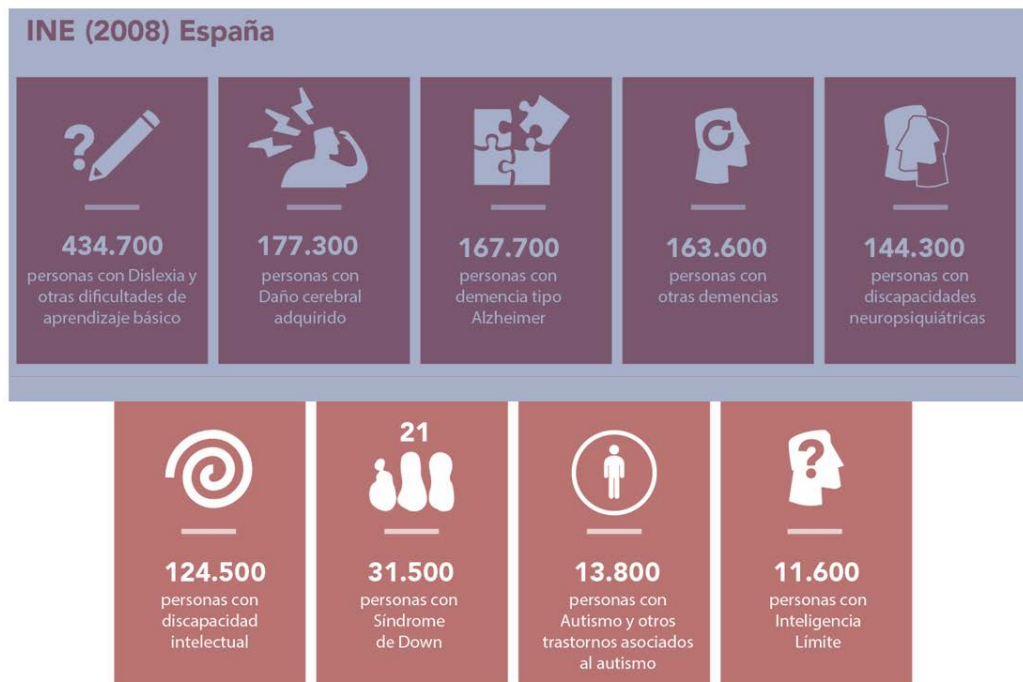 INE (2008) España
?
434.700
personas con Dislexia y
otras dificultades de
aprendizaje básico
177.300
personas con
Daño cerebral
adquirido
167.700
personas con
demencia tipo
Alzheimer
163.600
personas con
otras demencias
144.300
personas con
discapacidades
neuropsiquiátricas
124.500
personas con
discapacidad
intelectual
21
31.500
personas con
Síndrome
de Down
13.800
personas con
Autismo y otros
trastornos asociados
al autismo
?
11.600
personas con
Inteligencia
Límite